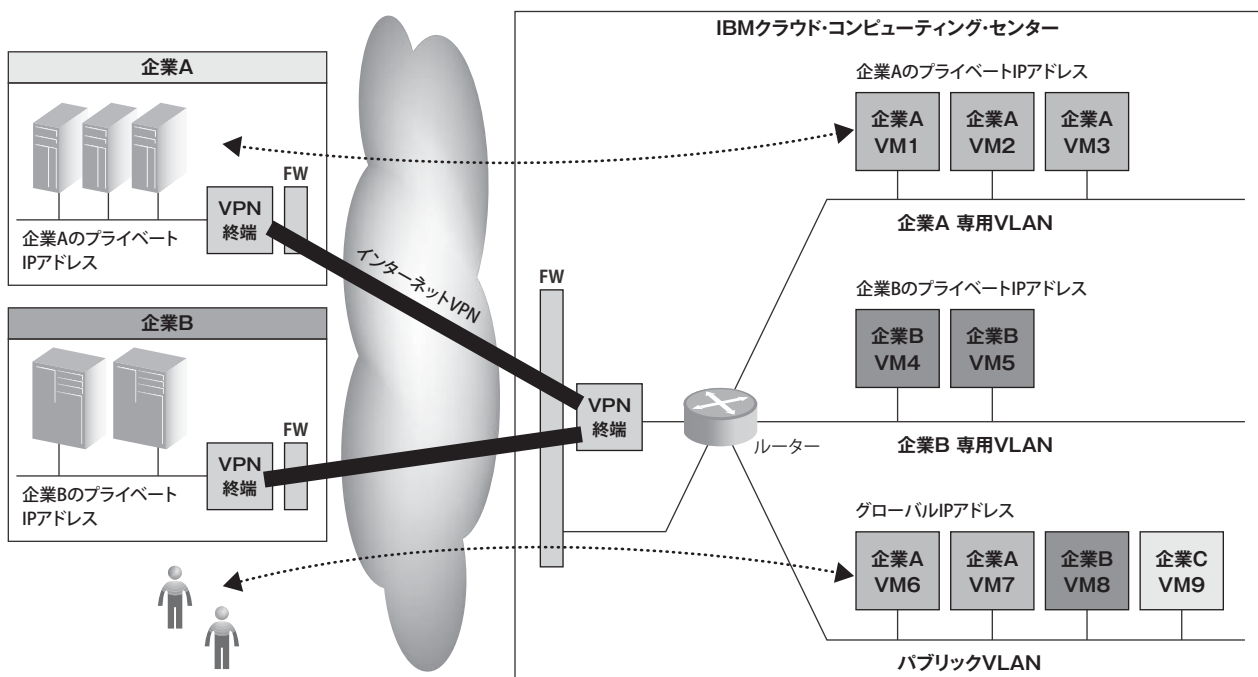 IBMクラウド・コンピューティング・センター
企業A
FW
VPN
終端
企業Aのプライベート
IPアドレス
企業B
FW
VPN
終端
企業Bのプライベート
IPアドレス
インターネットVPN
FW
VPN
終端
ルーター
企業AのプライベートIPアドレス
企業A
VM1
企業A
VM2
企業A
VM3
企業A 専用VLAN
企業BのプライベートIPアドレス
企業B
VM4
企業B
VM5
企業B 専用VLAN
グローバルIPアドレス
企業A
VM6
企業A
VM7
企業B
VM8
企業C
VM9
パブリックVLAN